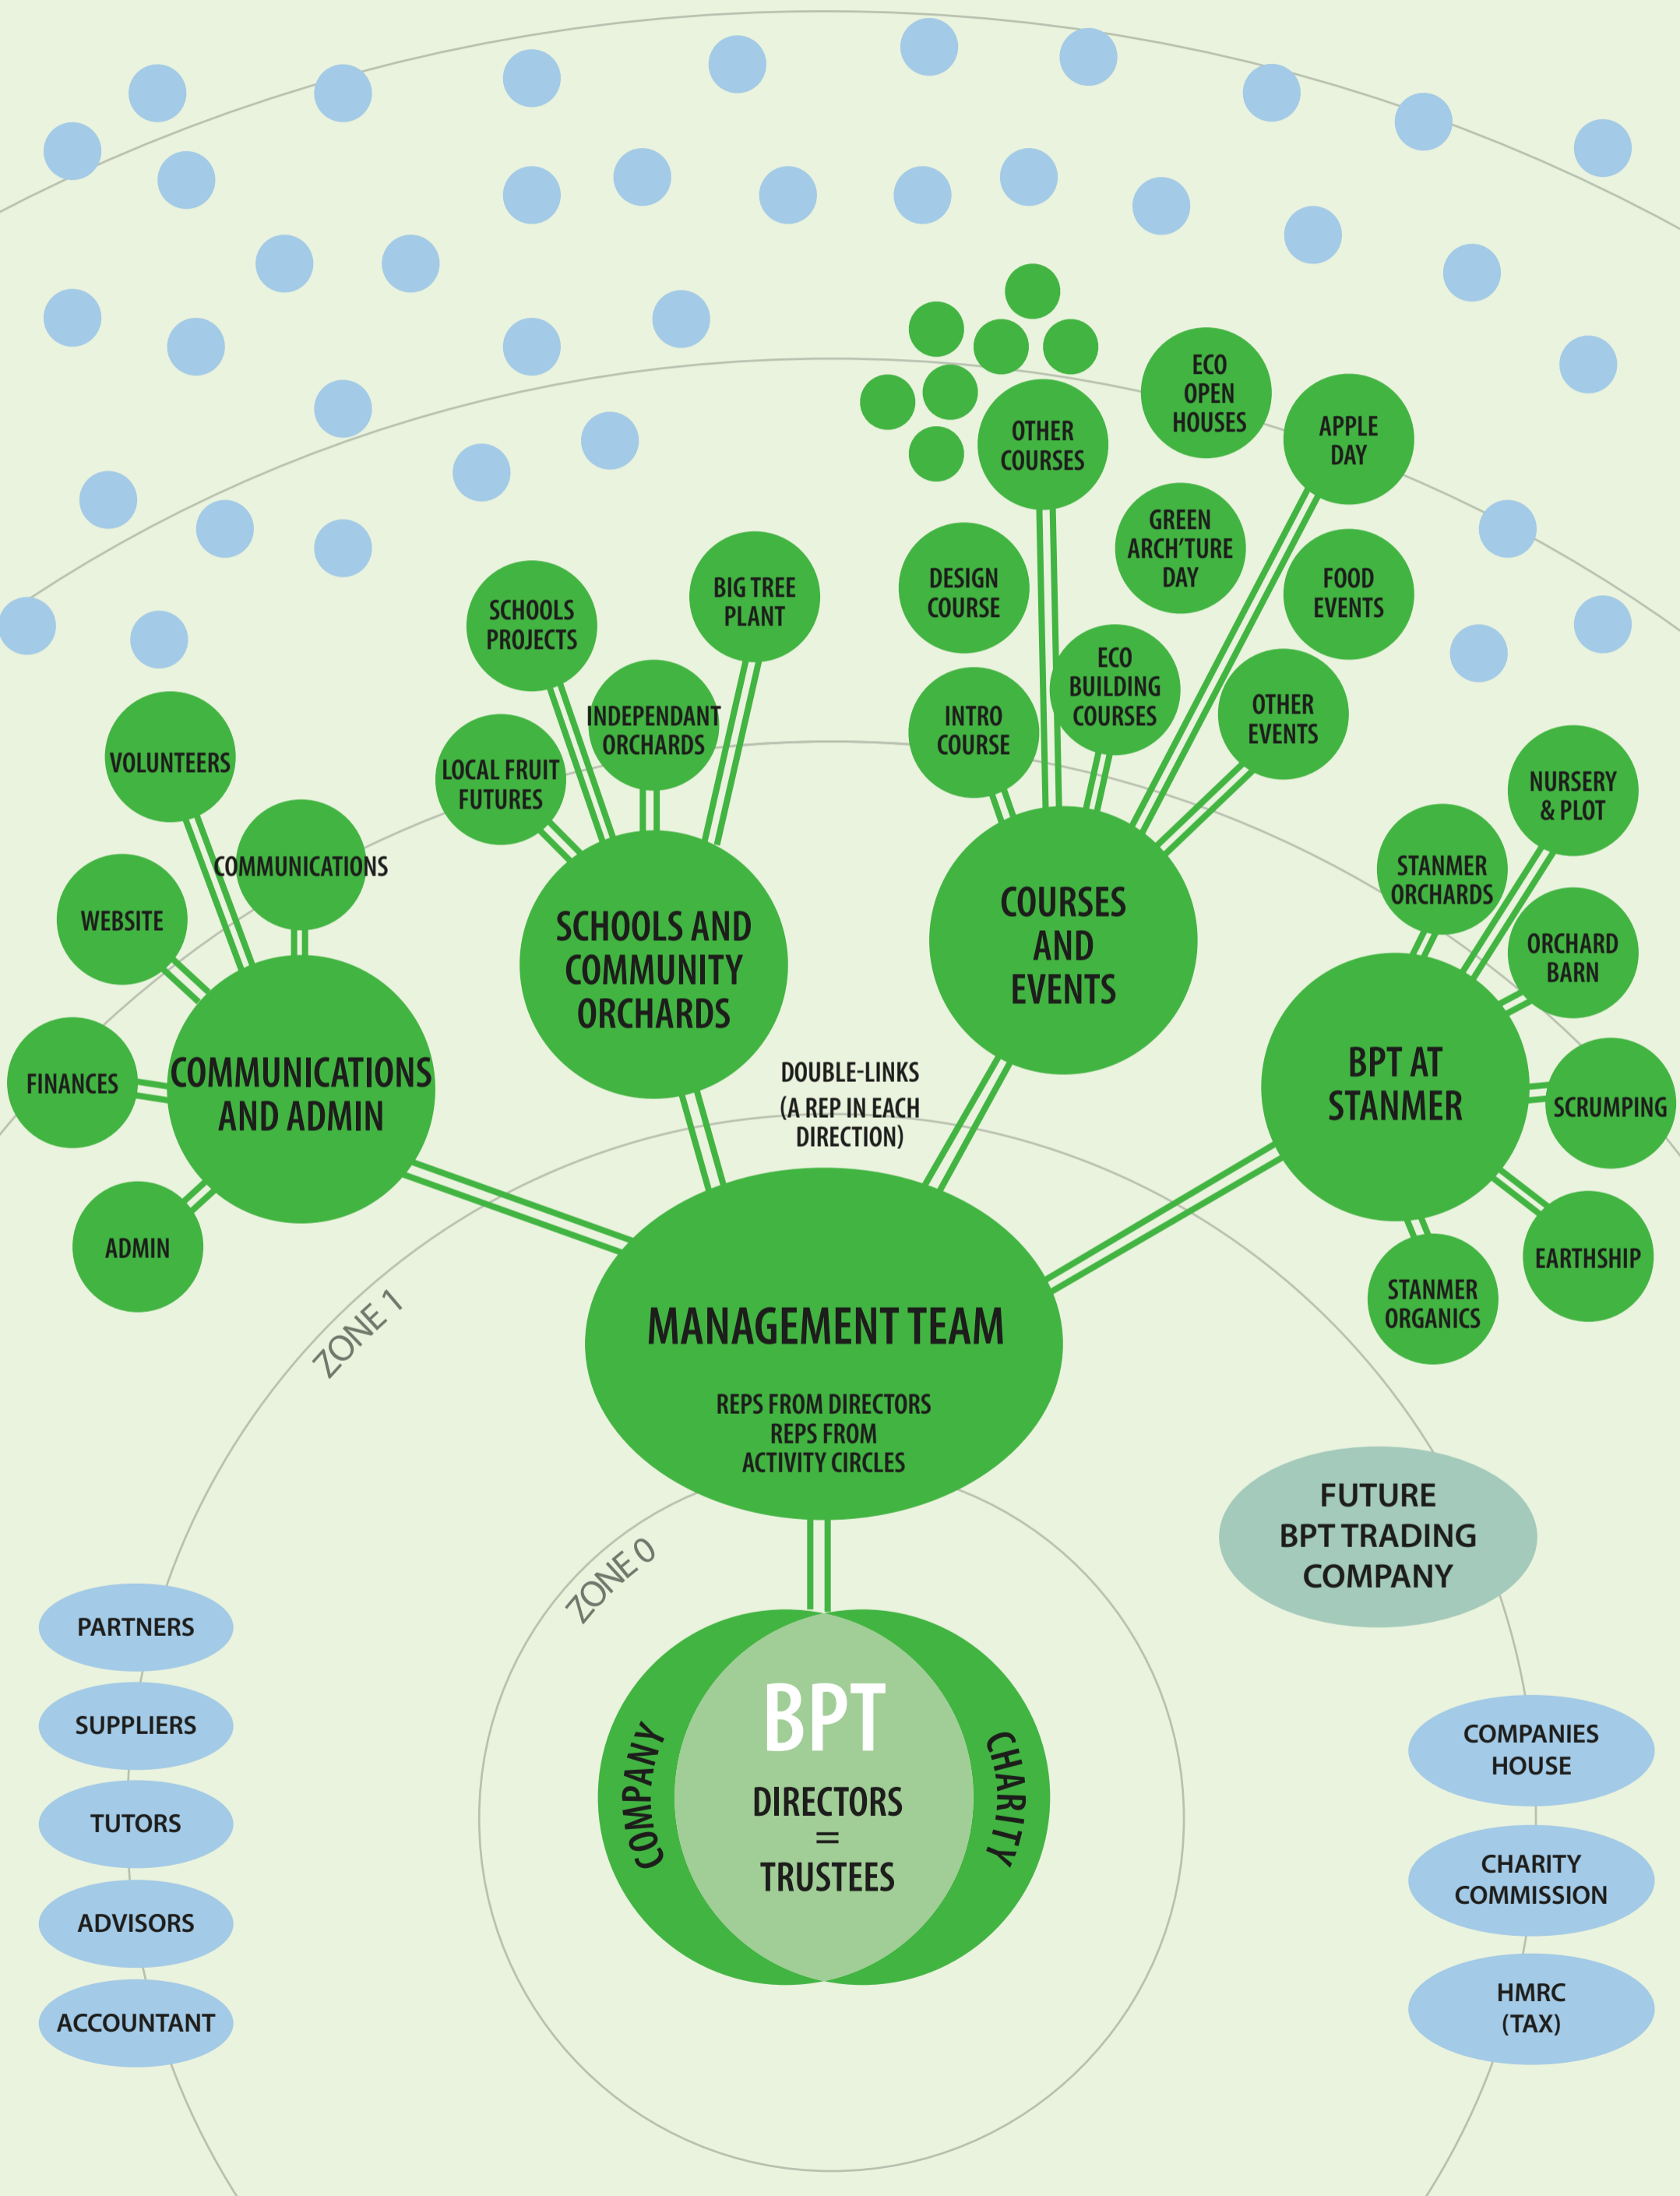 ECO
OPEN
HOUSES
APPLE
DAY
OTHER
COURSES
GREEN
ARCH'TURE
DAY
DESIGN
COURSE
FOOD
EVENTS
BIG TREE
PLANT
SCHOOLS
PROJECTS
ECO
BUILDING
COURSES
INTRO
COURSE
OTHER
EVENTS
INDEPENDANT
ORCHARDS
LOCAL FRUIT
FUTURES
VOLUNTEERS
COMMUNICATIONS
WEBSITE
FINANCES
ADMIN
NURSERY
& PLOT
STANMER
ORCHARDS
ORCHARD
BARN
SCRUMPING
EARTHSHIP
STANMER
ORGANICS
COMMUNICATIONS
AND ADMIN
SCHOOLS AND
COMMUNITY
ORCHARDS
COURSES
AND
EVENTS
BPT AT
STANMER
DOUBLE-LINKS
(A REP IN EACH
DIRECTION)
MANAGEMENT TEAM
REPS FROM DIRECTORS
REPS FROM
ACTIVITY CIRCLES
ZONE 1
ZONE 0
FUTURE
BPT TRADING
COMPANY
COMPANY
BPT
DIRECTORS
=
TRUSTEES
CHARITY
PARTNERS
SUPPLIERS
TUTORS
ADVISORS
ACCOUNTANT
COMPANIES
HOUSE
CHARITY
COMMISSION
HMRC
(TAX)